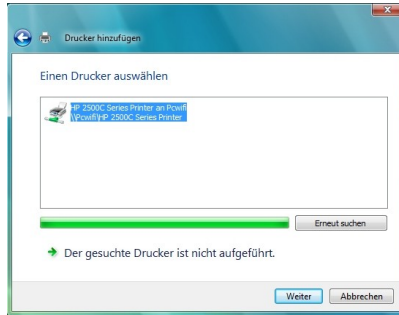 Drucker hinzufügen
Einen Drucker auswählen
HP 2500C Series Printer an Pcwifi
\\Pcwifi\HP 2500C Series Printer
Erneut suchen
Der gesuchte Drucker ist nicht aufgeführt.
Weiter
Abbrechen